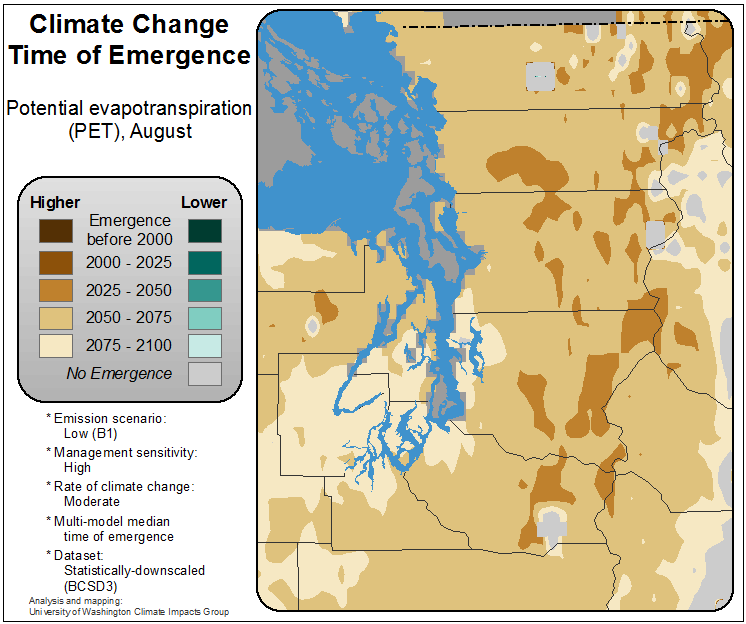 Climate Change
Time of Emergence
Potential evapotranspiration
(PET), August
Higher Lower
Emergence
before 2000
2000 - 2025
2025 - 2050
2050 - 2075
2075 - 2100
No Emergence
* Emission scenario:
Low (B1)
* Management sensitivity:
High
* Rate of climate change:
Moderate
* Multi-model median
time of emergence
* Dataset:
Statistically-downscaled
(BCSD3)
Analysis and mapping:
University of Washington Climate Impacts Group